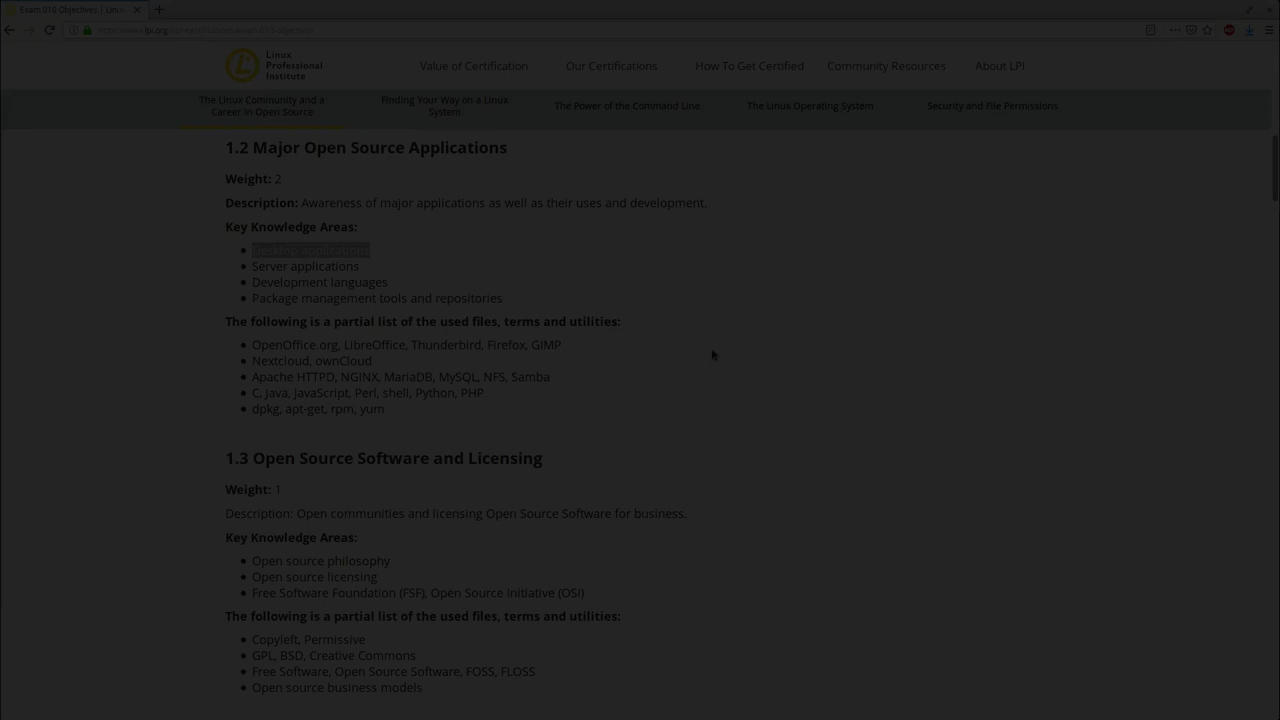 Exam 010 Objectives | Linux
Linux
Professional
Institute
Value of Certification
Our Certifications
How To Get Certified
Community Resources
About LPI
The Linux Community and a
Career in Open Source
Finding Your Way on a Linux
System
The Power of the Command Line
The Linux Operating System
Security and File Permissions
1.2 Major Open Source Applications
Weight: 2
Description: Awareness of major applications as well as their uses and development.
Key Knowledge Areas:
Desktop applications
Server applications
Development languages
Package management tools and repositories
The following is a partial list of the used files, terms and utilities:
OpenOffice.org, LibreOffice, Thunderbird, Firefox, GIMP
Nextcloud, ownCloud
Apache HTTPD, NGINX, MariaDB, MySQL, NFS, Samba
C, Java, JavaScript, Perl, shell, Python, PHP
dpkg, apt-get, rpm, yum
1.3 Open Source Software and Licensing
Weight: 1
Description: Open communities and licensing Open Source Software for business.
Key Knowledge Areas:
Open source philosophy
Open source licensing
Free Software Foundation (FSF), Open Source Initiative (OSI)
The following is a partial list of the used files, terms and utilities:
Copyleft, Permissive
GPL, BSD, Creative Commons
Free Software, Open Source Software, FOSS, FLOSS
Open source business models